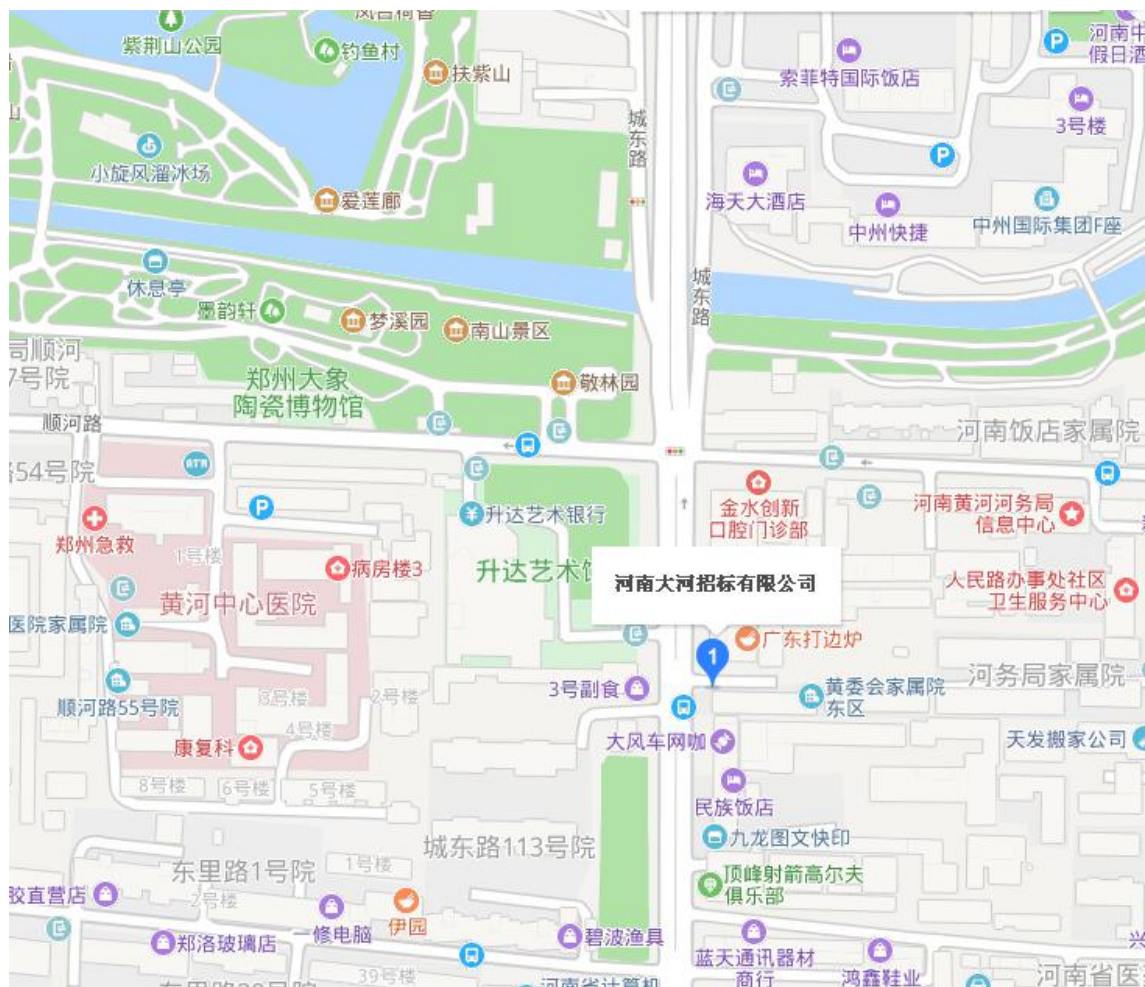 紫荆山公园
钓鱼村
扶紫山
索菲特国际饭店
假日酒
3号楼
城东路
小旋风溜冰场
爱莲廊
海天大酒店
中州快捷
中州国际集团F座
休息亭
城东路
墨韵轩
梦溪园
南山景区
局顺河
7号院
郑州大象
陶瓷博物馆
敬林园
顺河路
河南饭店家属院
54号院
ATM
P
P
P
郑州急救
1号楼
病房楼3
升达艺术银行
金水创新
口腔门诊部
河南黄河河务局
信息中心
升达艺术
河南大河招标有限公司
人民路办事处社区
卫生服务中心
黄河中心医院
医院家属院
广东打边炉
1
顺河路55号院
3号楼
2号楼
3号副食
黄委会家属院
东区
河务局家属院
4号楼
康复科
大风车网咖
天发搬家公司
8号楼
6号楼
5号楼
民族饭店
城东路113号院
九龙图文快印
东里路1号院
1号楼
顶峰射箭高尔夫
俱乐部
胶直营店
2号楼
伊园
郑洛玻璃店
一修电脑
碧波渔具
蓝天通讯器材
商行
鸿鑫鞋业
39号楼
河南省医